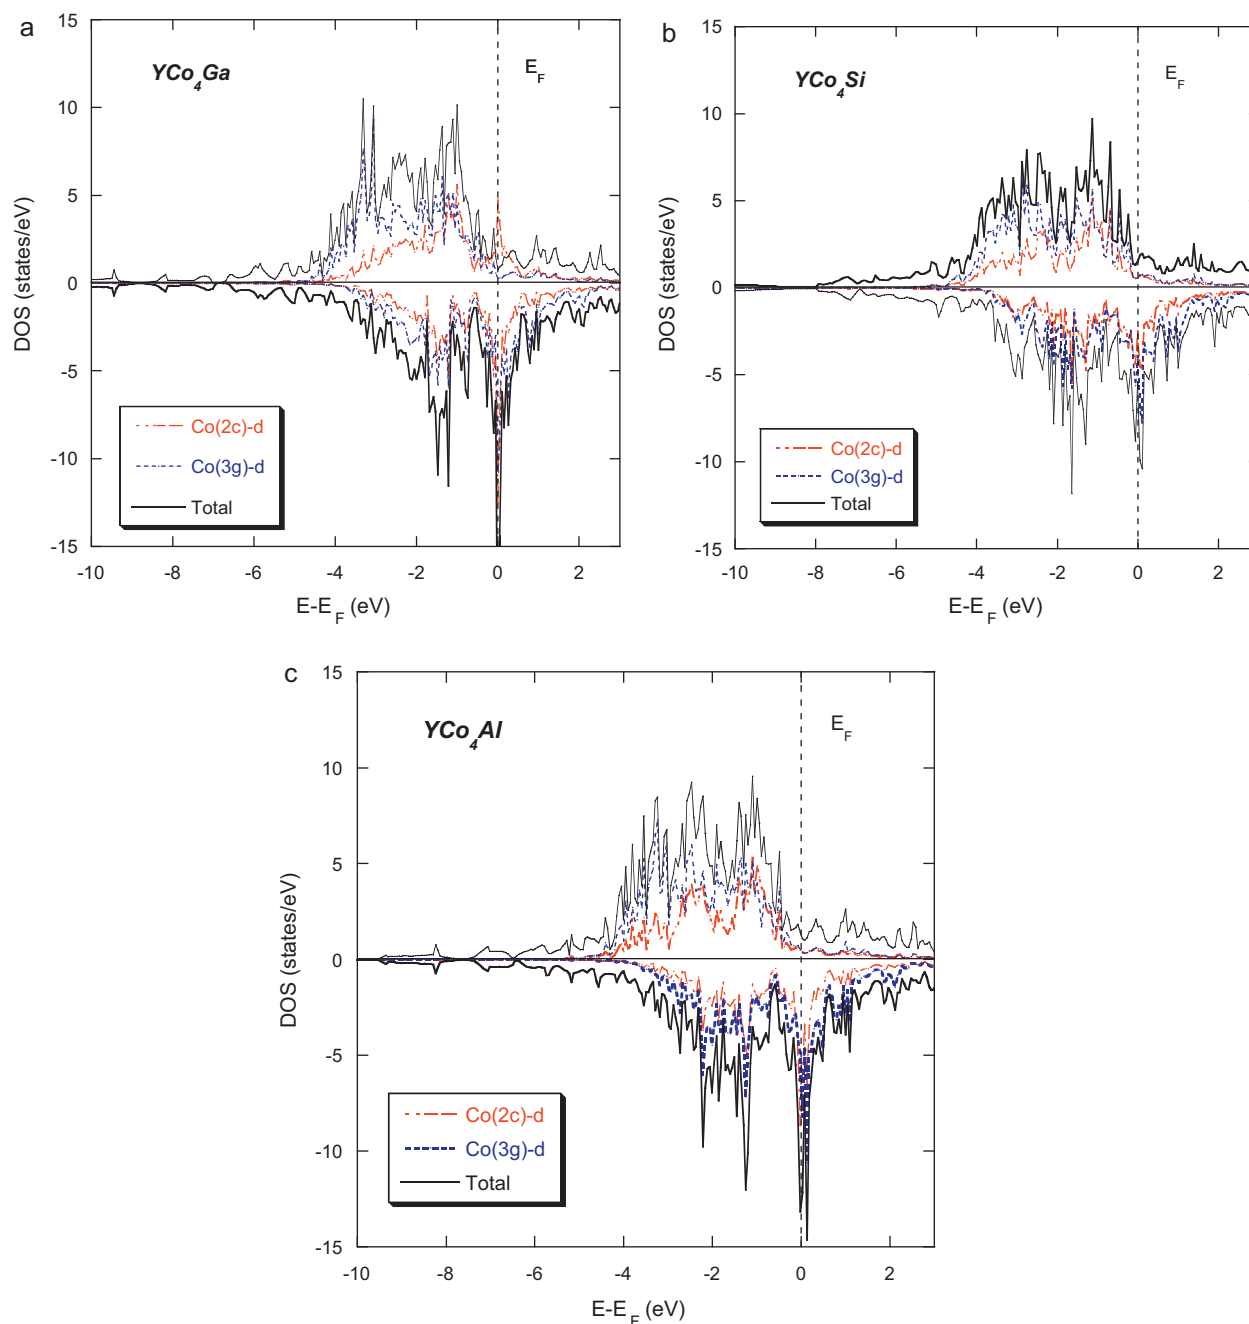 a
YCo4Ga
EF
15
10
5
0
-5
-10
-15
DOS (states/eV)
Co(2c)-d
Co(3g)-d
Total
-10 -8 -6 -4 -2 0 2
E-EF (eV)
b
YCo4Si
EF
15
10
5
0
-5
-10
-15
DOS (states/eV)
Co(2c)-d
Co(3g)-d
Total
-10 -8 -6 -4 -2 0 2
E-EF (eV)
c
YCo4Al
EF
15
10
5
0
-5
-10
-15
DOS (states/eV)
Co(2c)-d
Co(3g)-d
Total
-10 -8 -6 -4 -2 0 2
E-EF (eV)